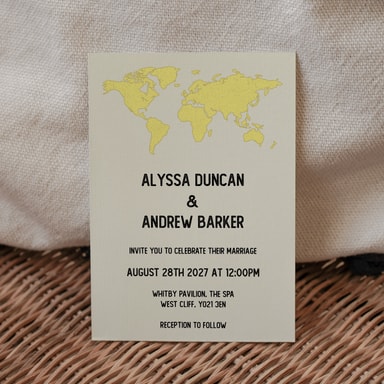 ALYSSA DUNCAN
&
ANDREW BARKER
INVITE YOU TO CELEBRATE THEIR MARRIAGE
AUGUST 28TH 2027 AT 12:00PM
WHITBY PAVILION, THE SPA
WEST CLIFF, YO21 3EN
RECEPTION TO FOLLOW